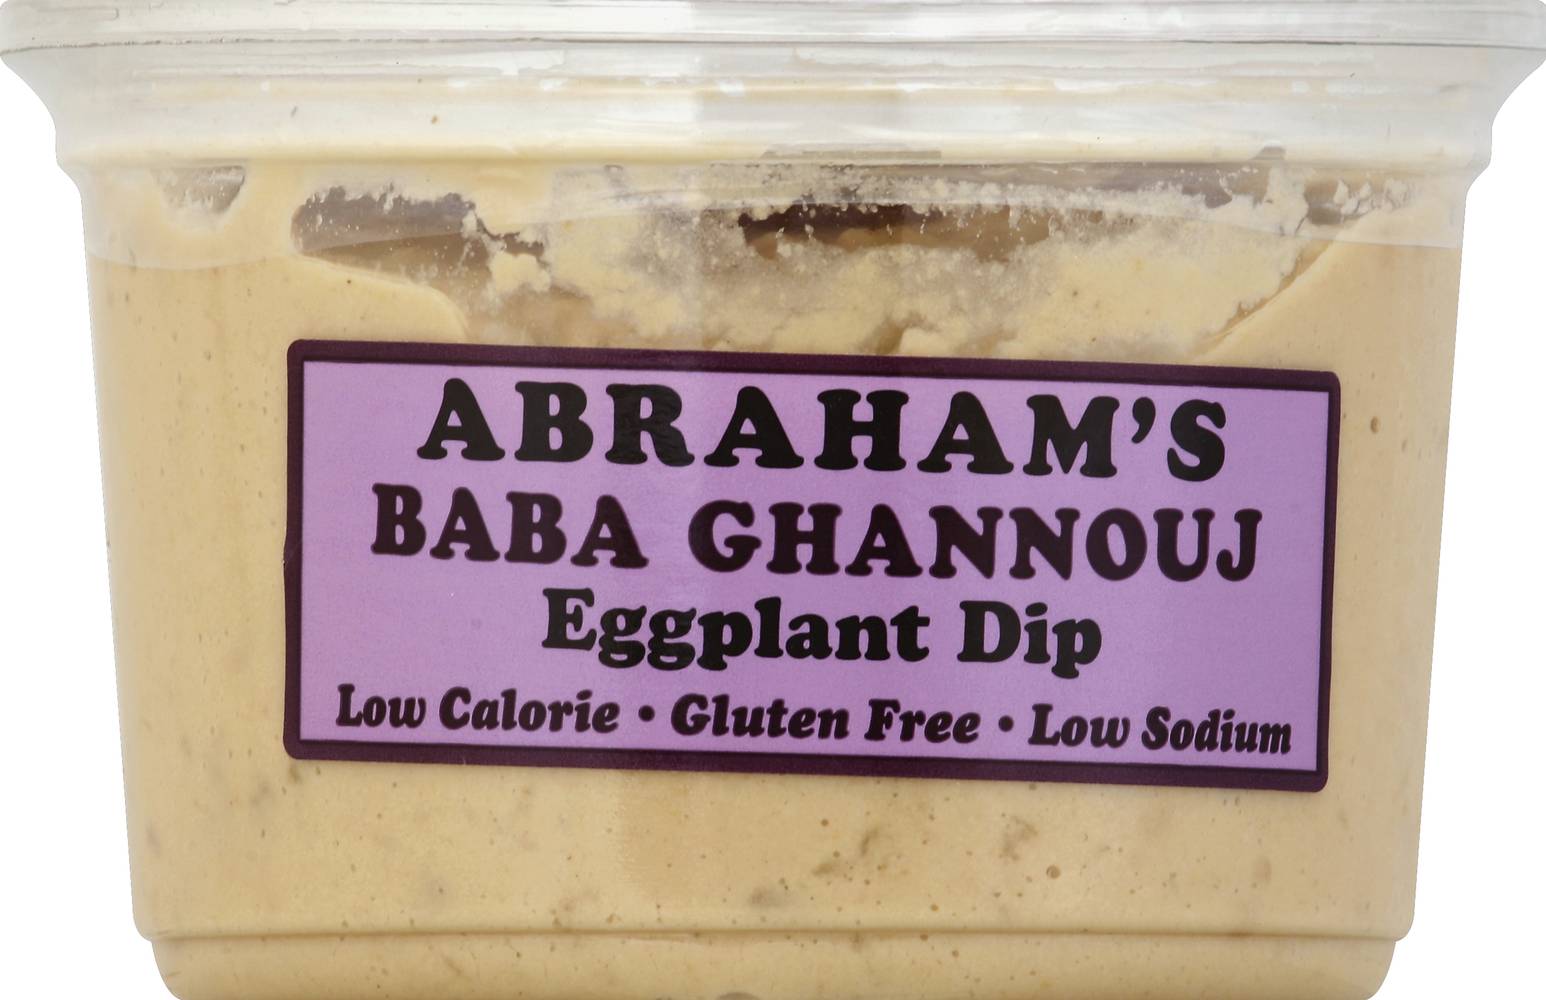 ABRAHAM'S
BABA GHANNOUJ
Eggplant Dip
Low Calorie • Gluten Free • Low Sodium